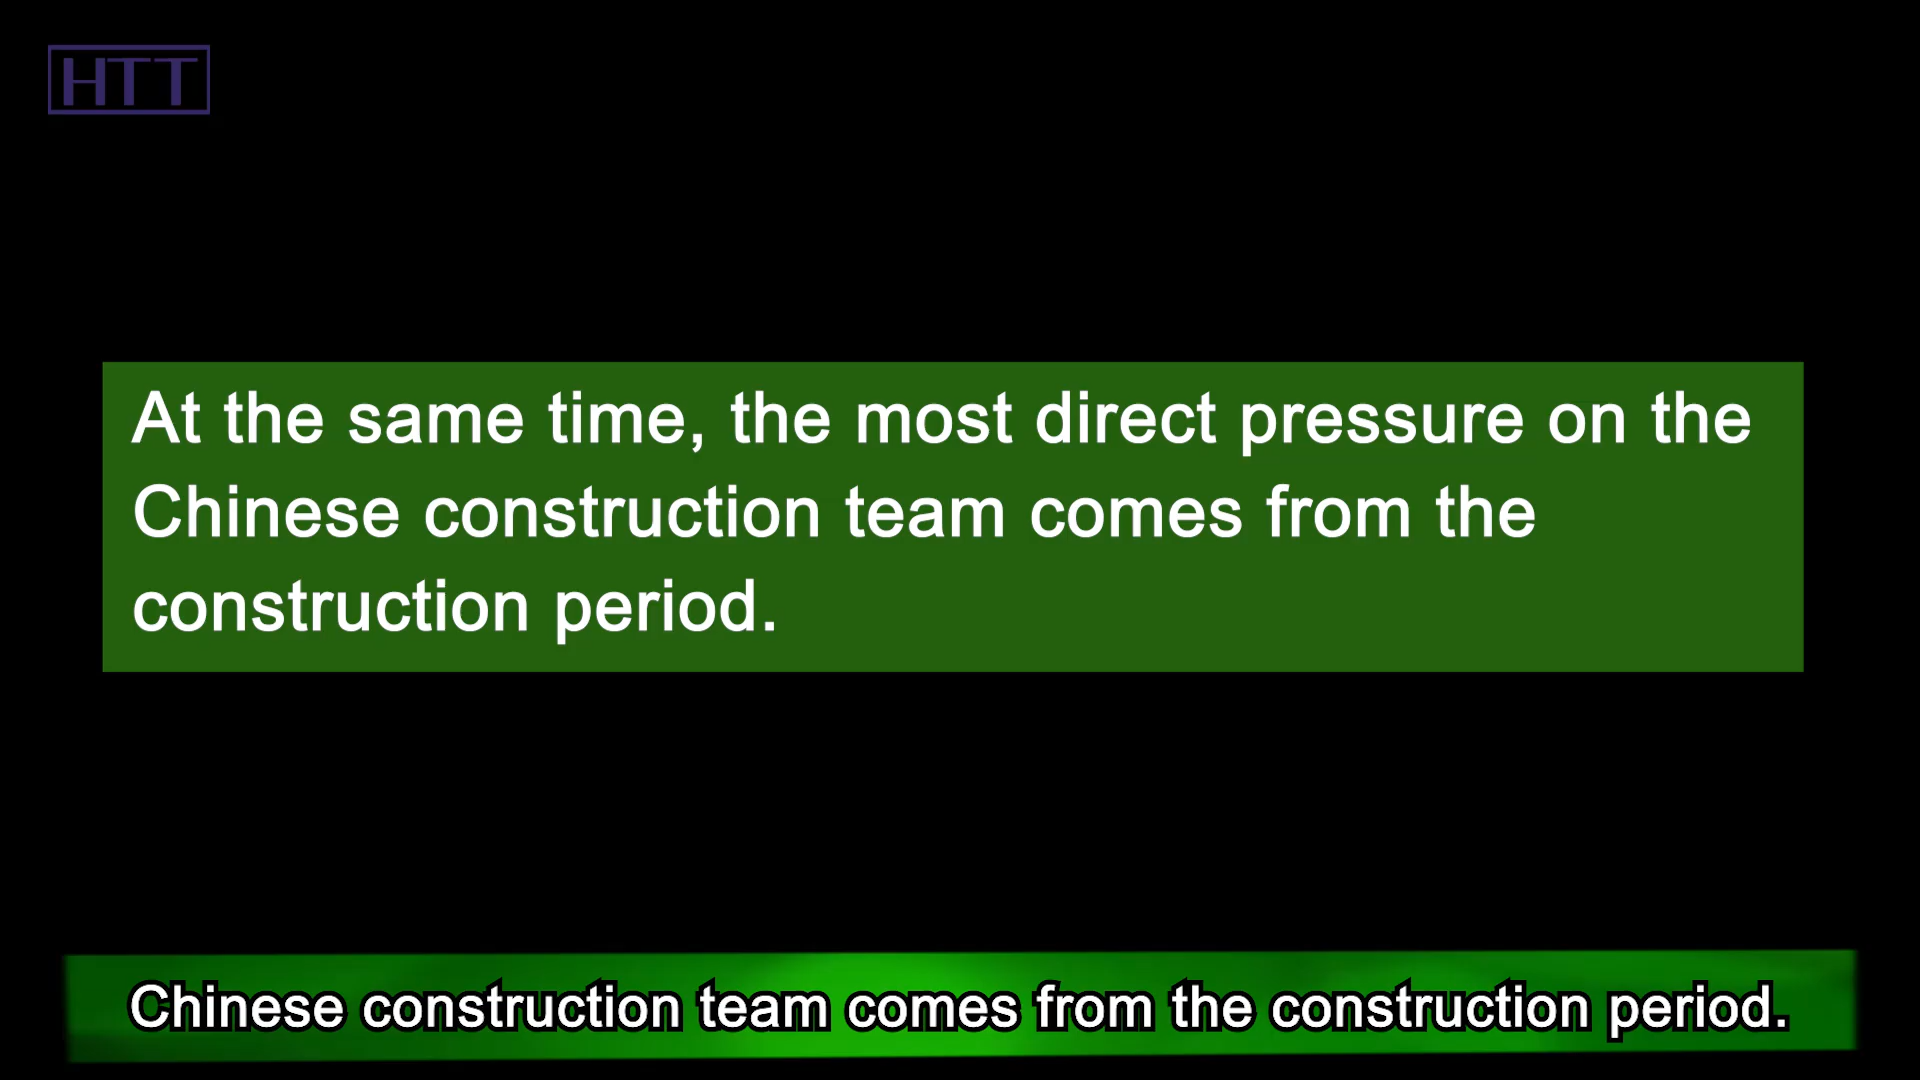 HTT
At the same time, the most direct pressure on the
Chinese construction team comes from the
construction period.
Chinese construction team comes from the construction period.